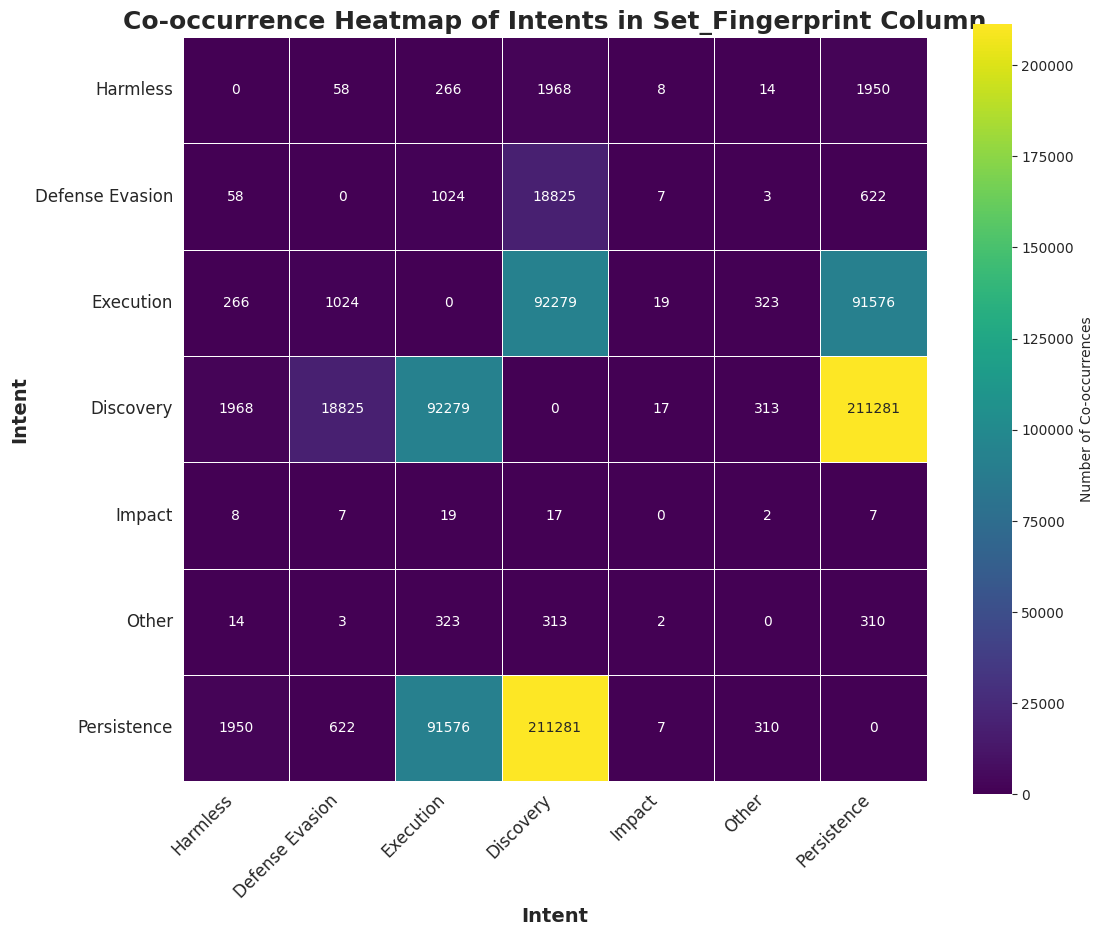 Co-occurrence Heatmap of Intents in Set_Fingerprint Column
Harmless 0 58 266 1968 8 14 1950
Defense Evasion 58 0 1024 18825 7 3 622
Execution 266 1024 0 92279 19 323 91576
Discovery 1968 18825 92279 0 17 313 211281
Impact 8 7 19 17 0 2 7
Other 14 3 323 313 2 0 310
Persistence 1950 622 91576 211281 7 310 0
Harmless Defense Evasion Execution Discovery Impact Other Persistence
Intent
Intent
200000
175000
150000
125000
100000
75000
50000
25000
0
Number of Co-occurrences